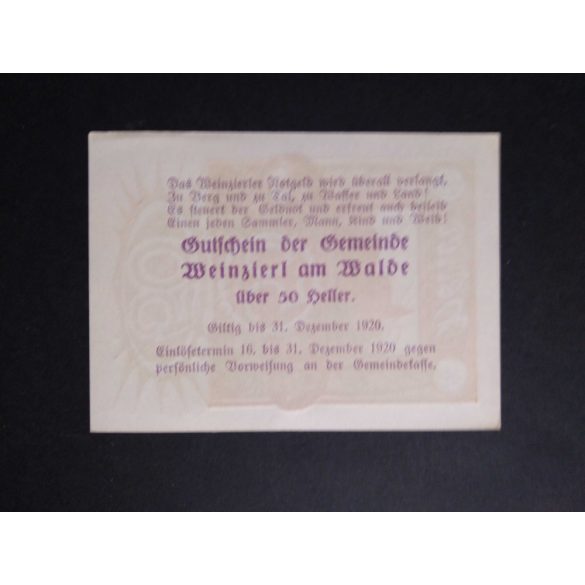 Das Weinzierler Notgeld wird überall verlangt,
Zu Berg und zu Tal, zu Wasser und Land!
Es steuert der Geldnot und erfreut auch beileib
Einen jeden Sammler, Mann, Kind und Weib!
Gutschein der Gemeinde
Weinzierl am Walde
über 50 Heller.
Giltig bis 31. Dezember 1920.
Einlösetermin 16. bis 31. Dezember 1920 gegen
persönliche Vorweisung an der Gemeindekasse.